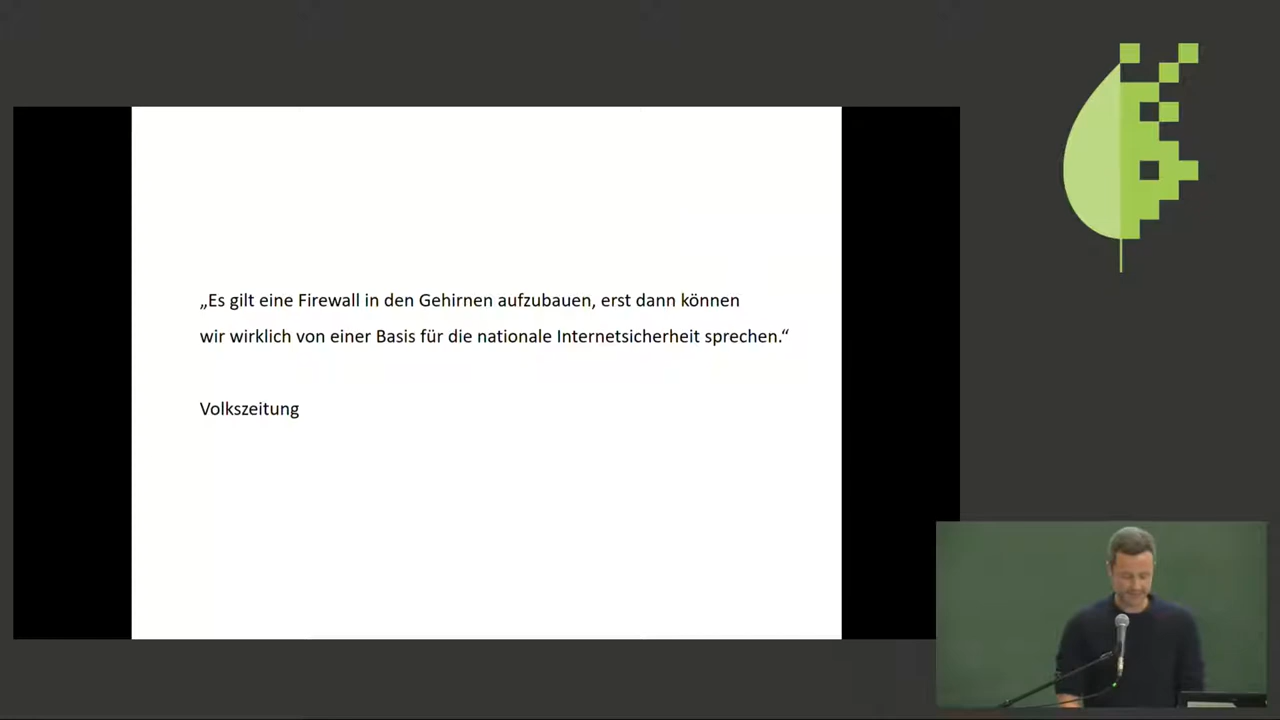 „Es gilt eine Firewall in den Gehirnen aufzubauen, erst dann können
wir wirklich von einer Basis für die nationale Internetsicherheit sprechen.“
Volkszeitung